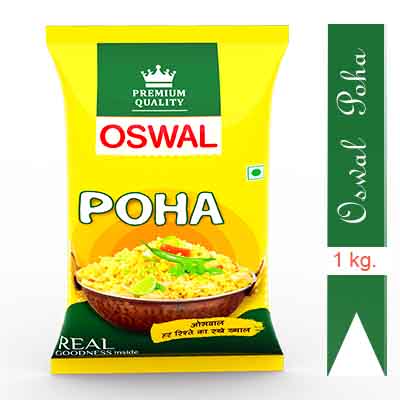 PREMIUM
QUALITY
OSWAL
POHA
ओसवाल
हर रिश्ते का रखे ख्याल
REAL
GOODNESS inside
Oswal Poha
1 kg.